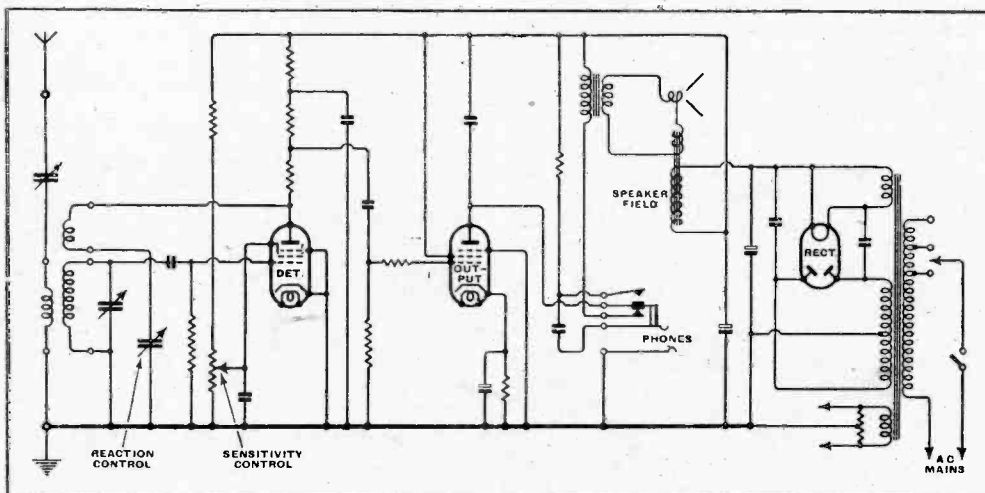 SPEAKER
FIELD
RECT.
DET.
OUT-
PUT
PHONES
REACTION
CONTROL
SENSITIVITY
CONTROL
A C
MAINS